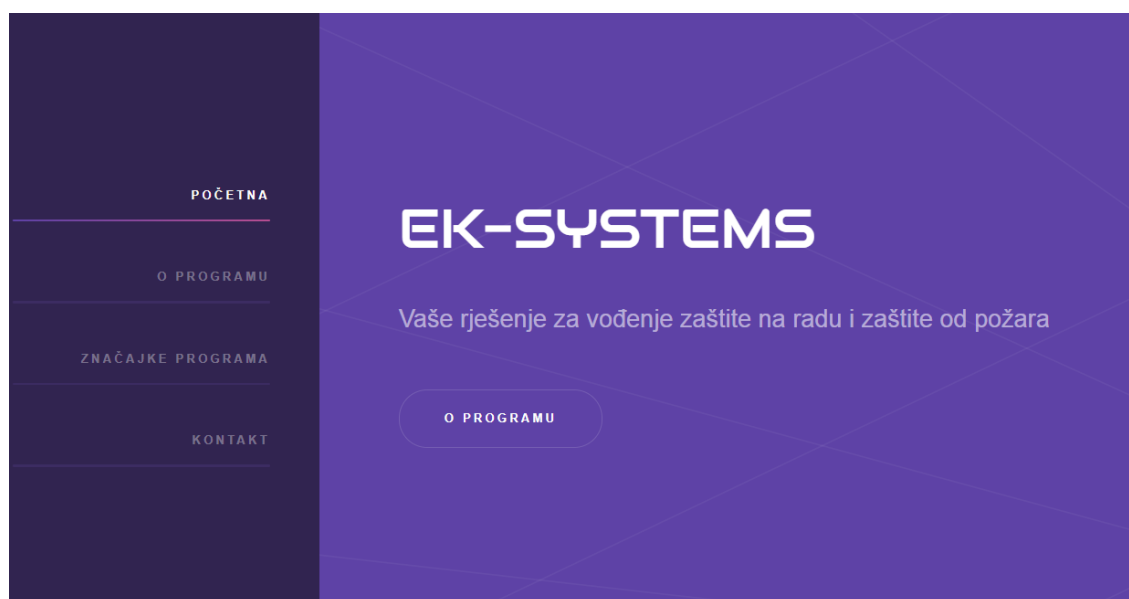 POČETNA
O PROGRAMU
ZNAČAJKE PROGRAMA
KONTAKT
EK-SYSTEMS
Vaše rješenje za vođenje zaštite na radu i zaštite od požara
O PROGRAMU